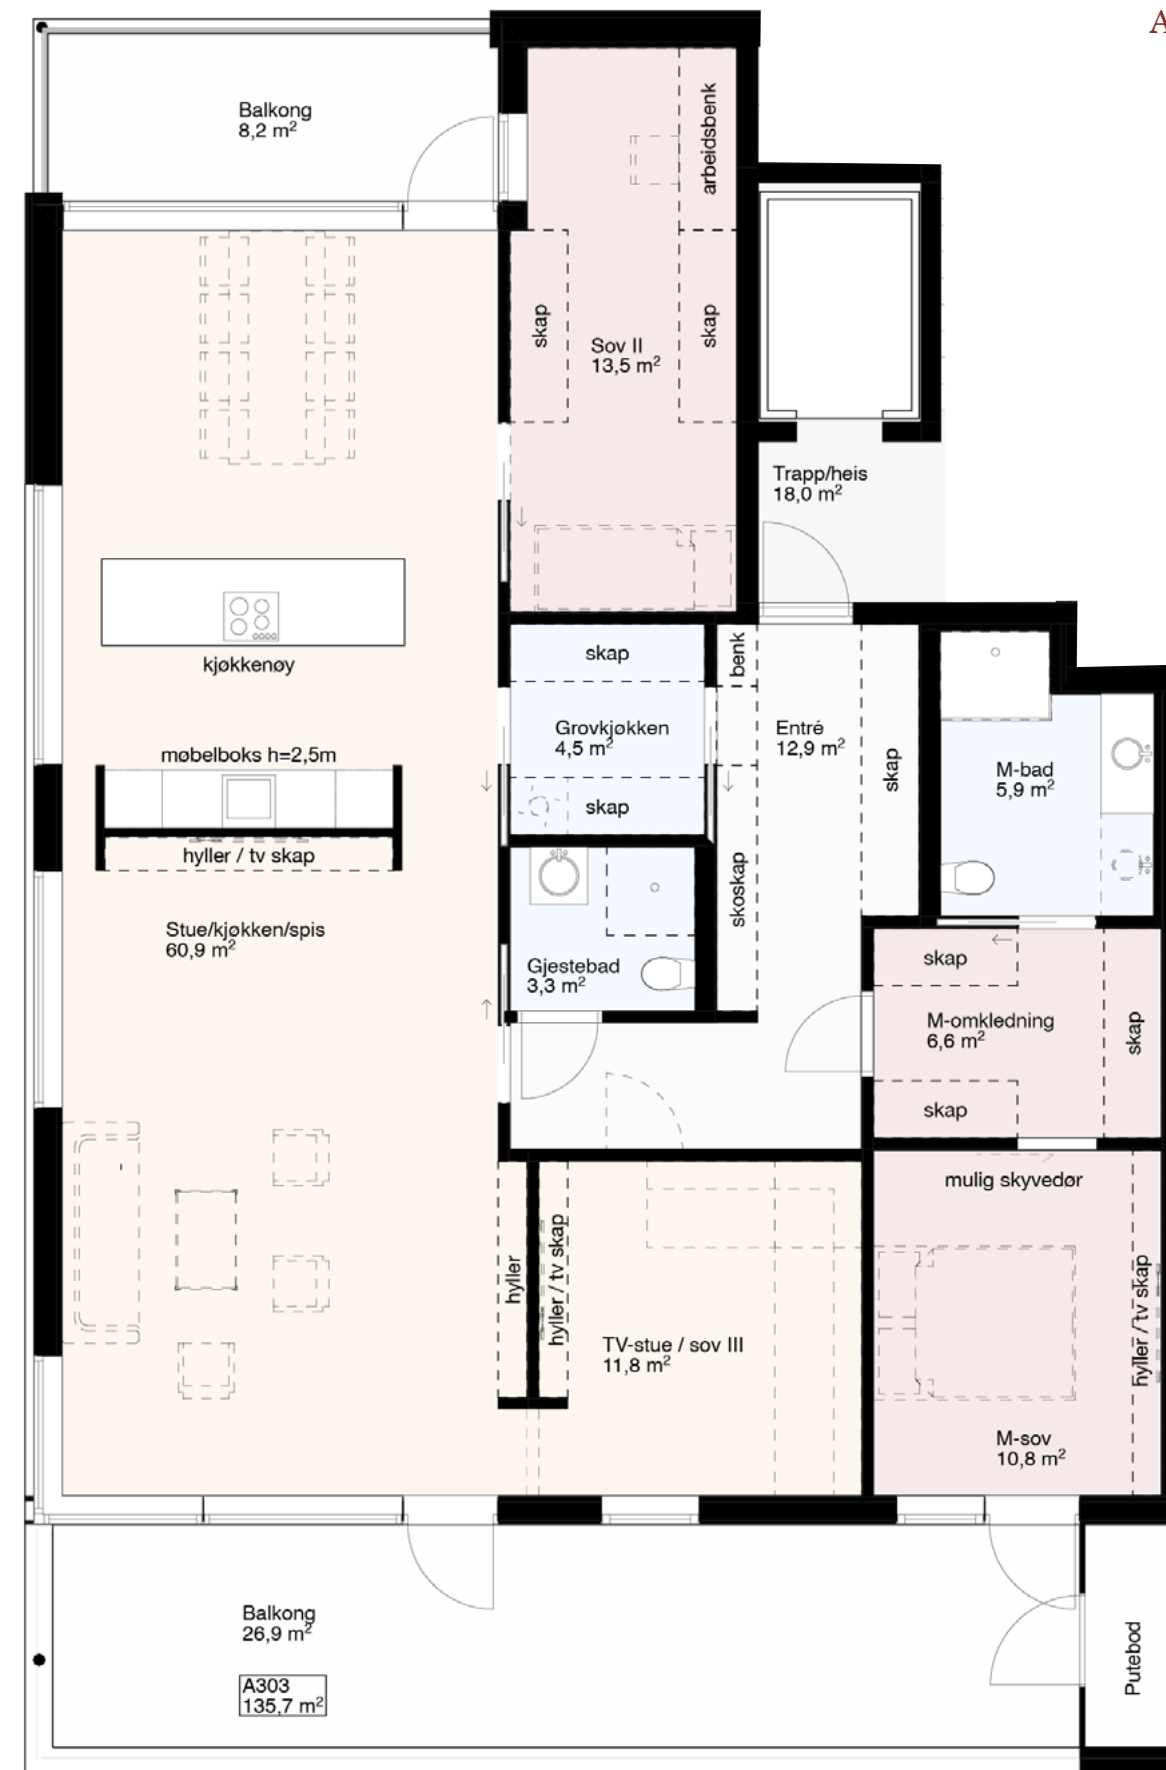 A
Balkong
8,2 m²
arbeidsbenk
skap
skap
Sov II
13,5 m²
Trapp/heis
18,0 m²
kjøkkenøy
skap
benk
Grovkjøkken
4,5 m²
Entré
12,9 m²
møbelboks h=2,5m
skap
skap
M-bad
5,9 m²
hyller / tv skap
skoskap
Stue/kjøkken/spis
60,9 m²
Gjestebad
3,3 m²
skap
M-omkledning
6,6 m²
skap
skap
mulig skyvedør
hyller
hyller / tv skap
hyller / tv skap
TV-stue / sov III
11,8 m²
M-sov
10,8 m²
Balkong
26,9 m²
A303
135,7 m²
Putebod